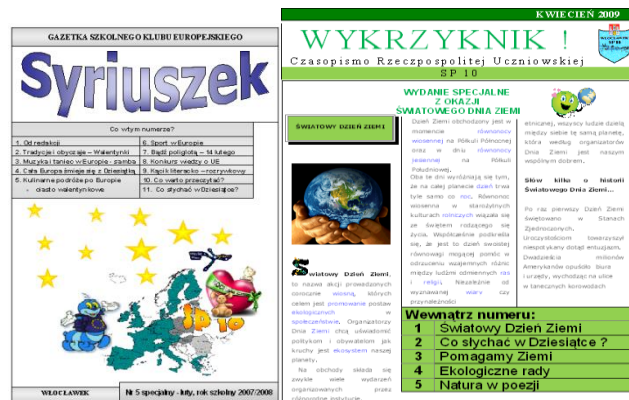 GAZETKA SZKOLNEGO KLUBU EUROPEJSKIEGO
Syriuszek
Co w tym numerze?
1. Od redakcji
2. Tradycje i obyczaje – Walentynki
3. Muzyka i taniec w Europie - samba
4. Cała Europa śmieje się z Dziesiątką
5. Kulinarne podróże po Europie
- ciasto walentynkowe
6. Sport w Europie
7. Bądź poliglotą – 14 lutego
8. Konkurs wiedzy o UE
9. Kącik literacko – rozrywkowy
10. Co warto przeczytać?
11. Co słychać w Dziesiątce?
WŁOCŁAWEK
Nr 5 specjalny - luty, rok szkolny 2007/2008
KWIECIEŃ 2009
WYKRZYKNIK !
Czasopismo Rzeczpospolitej Uczniowskiej
SP 10
ŚWIATOWY DZIEŃ ZIEMI
Światowy Dzień Ziemi,
to nazwa akcji prowadzonych
corocznie wiosną, których
celem jest promowanie postaw
ekologicznych w
społeczeństwie. Organizatorzy
Dnia Ziemi chcą uświadomić
politykom i obywatelom jak
kruchy jest ekosystem naszej
planety.
Na obchody składa się
zwykle wiele wydarzeń
organizowanych przez
różnorodne instytucje.
WYDANIE SPECJALNE
Z OKAZJI
ŚWIATOWEGO DNIA ZIEMI
Dzień Ziemi obchodzony jest w
momencie równonocy
wiosennej na Półkuli Północnej
oraz w dniu równonocy
jesiennej na Półkuli
Południowej.
Oba te dni wyróżniają się tym,
że na całej planecie dzień trwa
tyle samo co noc. Równonoc
wiosenna w starożytnych
kulturach rolniczych wiązała się
ze świętem rodzącego się
życia. Współcześnie podkreśla
się, że jest to dzień swoistej
równowagi mogącej pomóc w
odrzuceniu wzajemnych różnic
między ludźmi odmiennych ras
i religii. Niezależnie od
wyznawanej wiary czy
przynależności
etnicznej, wszyscy ludzie dzielą
między siebie tę samą planetę,
która według organizatorów
Dnia Ziemi jest naszym
wspólnym dobrem.
Słów kilka o historii
Światowego Dnia Ziemi...
Po raz pierwszy Dzień Ziemi
świętowano w Stanach
Zjednoczonych.
Uroczystościom towarzyszył
niespotykany dotąd entuzjazm.
Dwadzieścia milionów
Amerykanów opuściło biura
i urzędy, wychodząc na ulice
w tanecznych korowodach
Wewnątrz numeru:
1 Światowy Dzień Ziemi
2 Co słychać w Dziesiątce ?
3 Pomagamy Ziemi
4 Ekologiczne rady
5 Natura w poezji